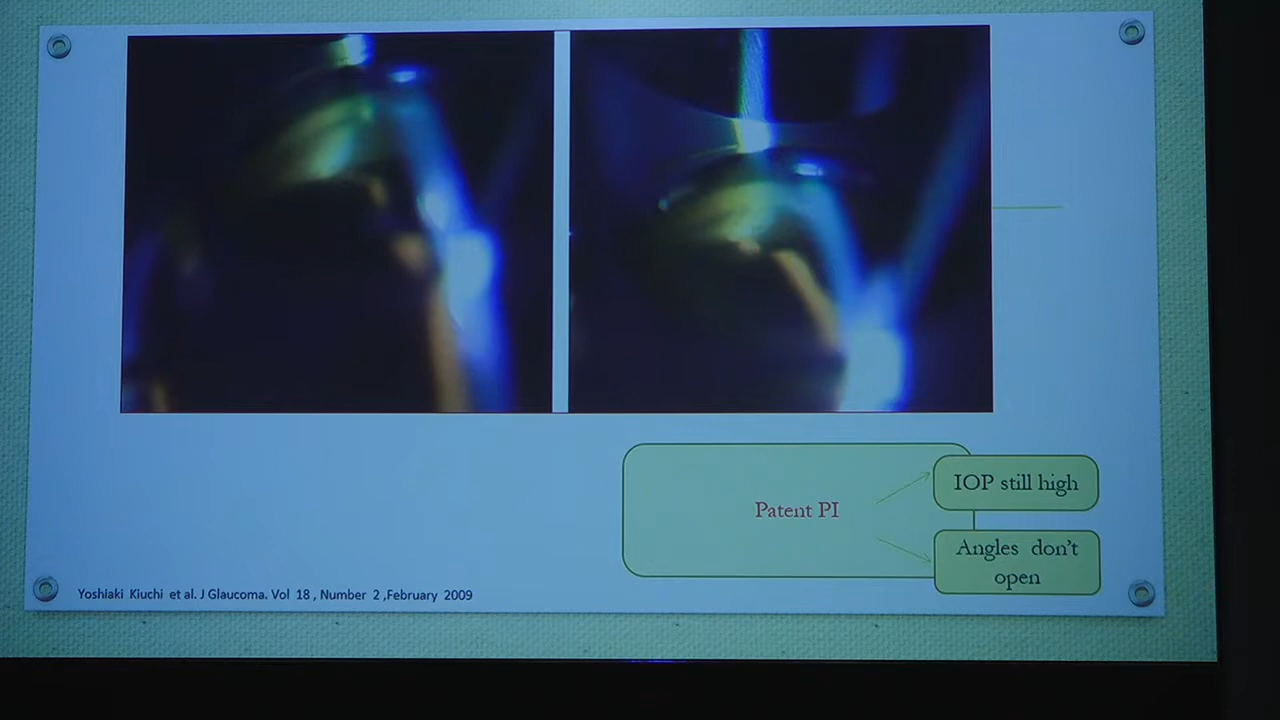 Patent PI
IOP still high
Angles don't
open
Yoshiaki Kiuchi et al. J Glaucoma. Vol 18 , Number 2 ,February 2009